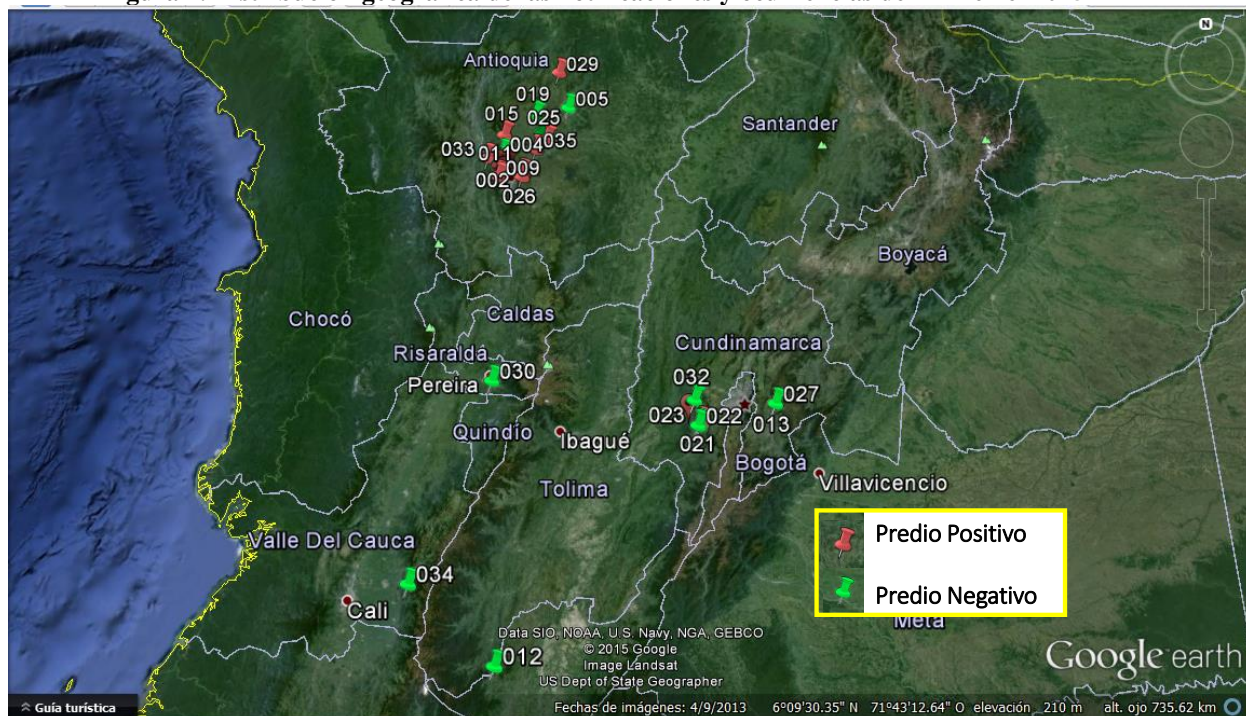 N
Antioquia
029
019
005
015
025
Santander
004
035
033
011
009
002
026
Boyacá
Caldas
Chocó
Cundinamarca
Risaralda
030
Pereira
032
027
023
022
013
Quindío
Ibagué
021
Bogotá
Villavicencio
Tolima
Predio Positivo
Valle Del Cauca
034
Predio Negativo
Cali
Meta
Data SIO, NOAA, U.S. Navy, NGA, GEBCO
© 2015 Google
012
Image Landsat
US Dept of State Geographer
Google earth
Guía turística
Fechas de imágenes: 4/9/2013 6°09'30.35" N 71°43'12.64" O elevación 210 m alt. ojo 735.62 km